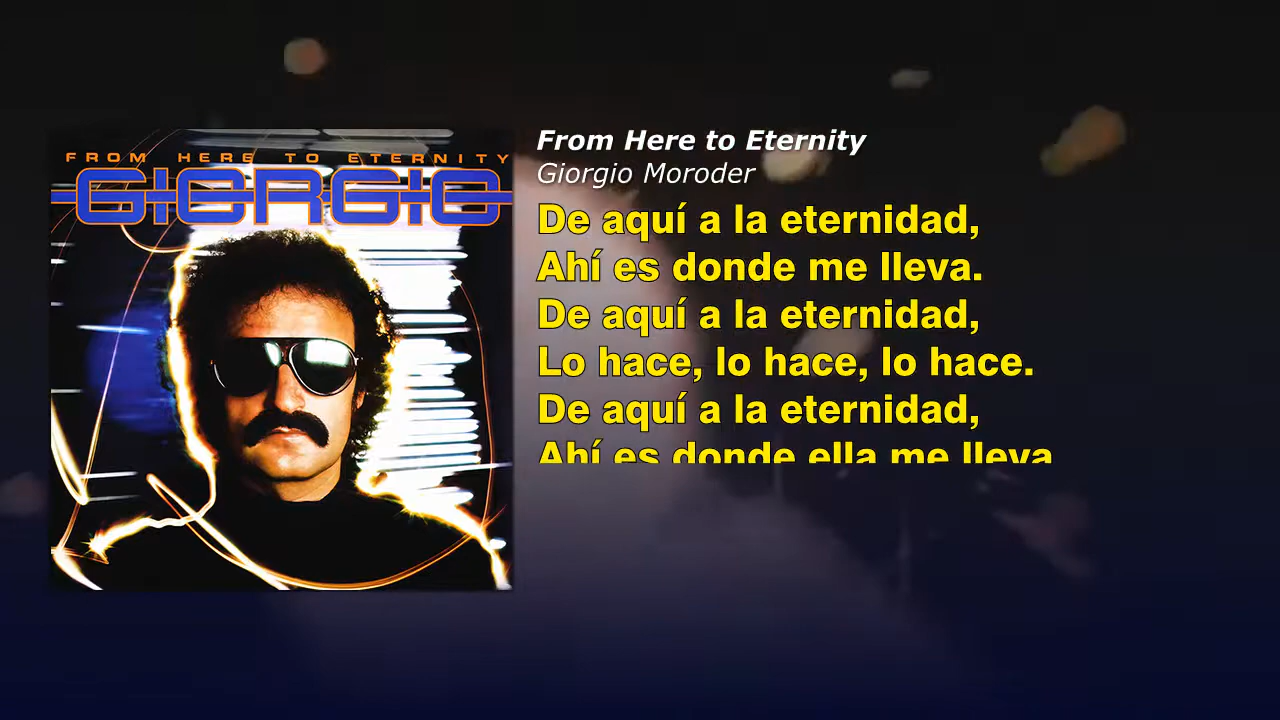 FROM HERE TO ETERNITY
GIORGIO
From Here to Eternity
Giorgio Moroder
De aquí a la eternidad,
Ahí es donde me lleva.
De aquí a la eternidad,
Lo hace, lo hace, lo hace.
De aquí a la eternidad,
Ahí es donde ella me lleva